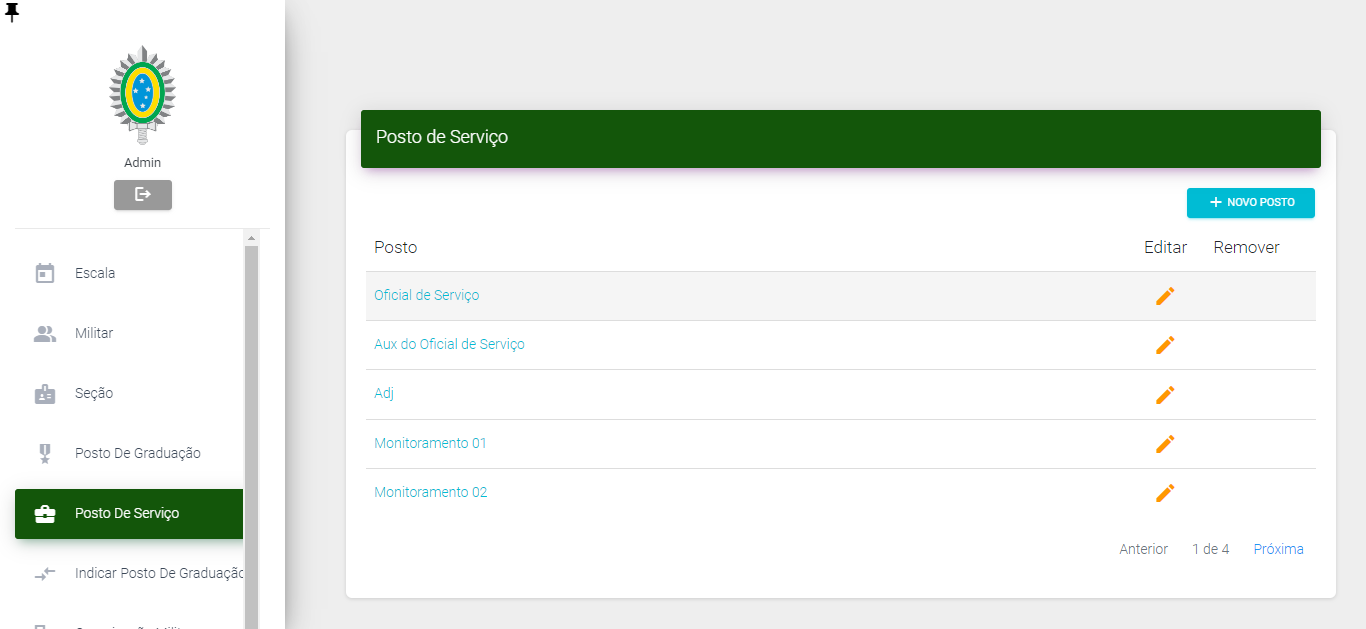 Admin
Escala
Militar
Seção
Posto De Graduação
Posto De Serviço
Indicar Posto De Graduação
Posto de Serviço
NOVO POSTO
Posto Editar Remover
Oficial de Serviço
Aux do Oficial de Serviço
Adj
Monitoramento 01
Monitoramento 02
Anterior 1 de 4 Próxima